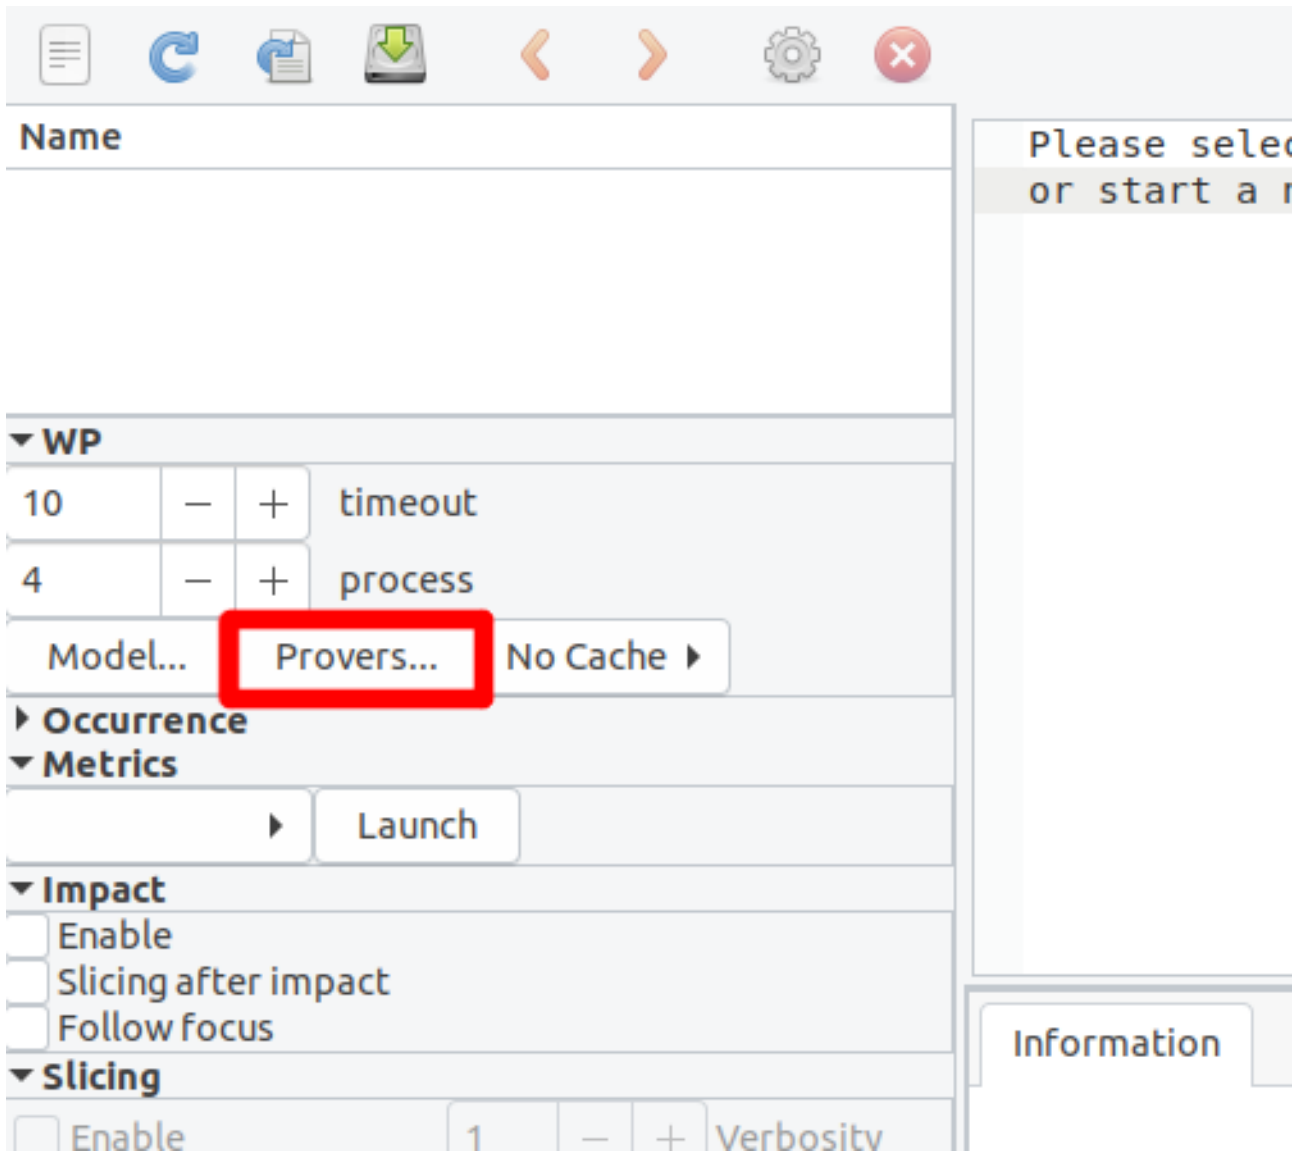 Name
Please selec
or start a
WP
10 − + timeout
4 − + process
Model... Provers... No Cache
Occurrence
Metrics
Launch
Impact
Enable
Slicing after impact
Follow focus
Information
Slicing
Enable 1 − + Verbosity